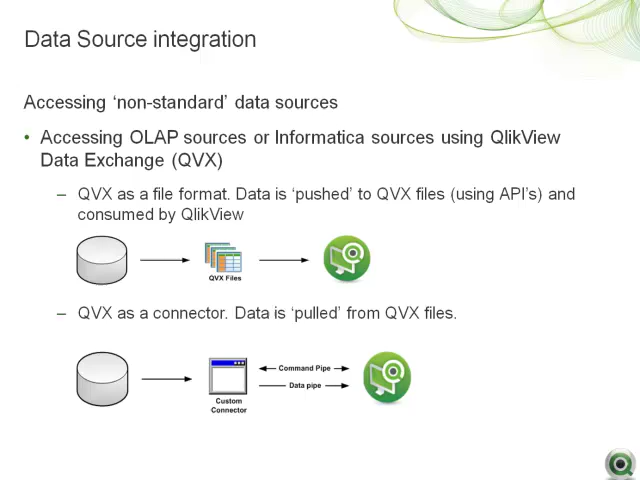 Data Source integration
Accessing ‘non-standard’ data sources
• Accessing OLAP sources or Informatica sources using QlikView
Data Exchange (QVX)
– QVX as a file format. Data is ‘pushed’ to QVX files (using API’s) and
consumed by QlikView
QVX Files
– QVX as a connector. Data is ‘pulled’ from QVX files.
Command Pipe
Data pipe
Custom
Connector